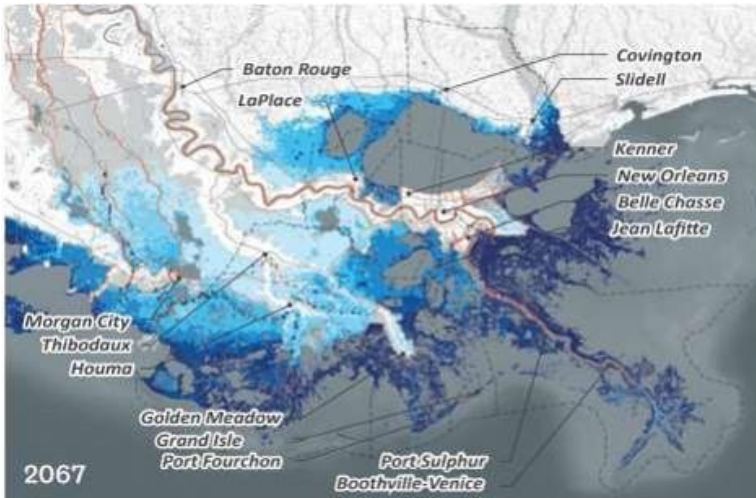 Baton Rouge
LaPlace
Covington
Slidell
Kenner
New Orleans
Belle Chasse
Jean Lafitte
Morgan City
Thibodaux
Houma
Golden Meadow
Grand Isle
Port Fourchon
Port Sulphur
Boothville-Venice
2067